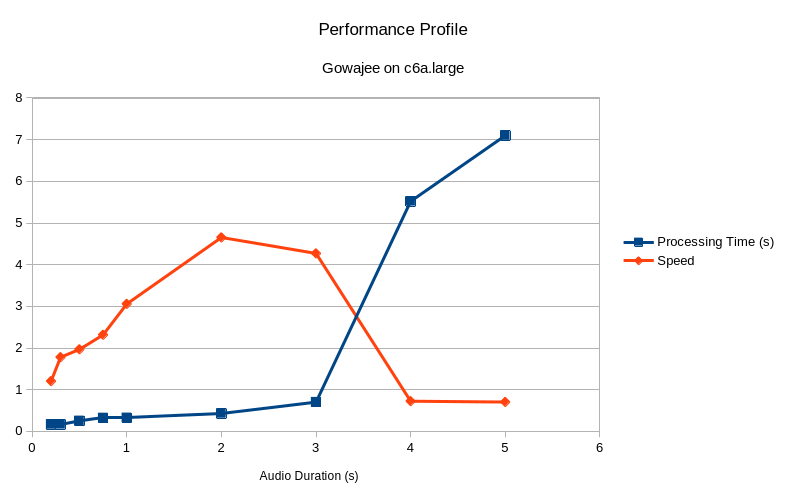 Performance Profile
Gowajee on c6a.large
8
7
6
5
4
3
2
1
0
0 1 2 3 4 5 6
Audio Duration (s)
Processing Time (s)
Speed